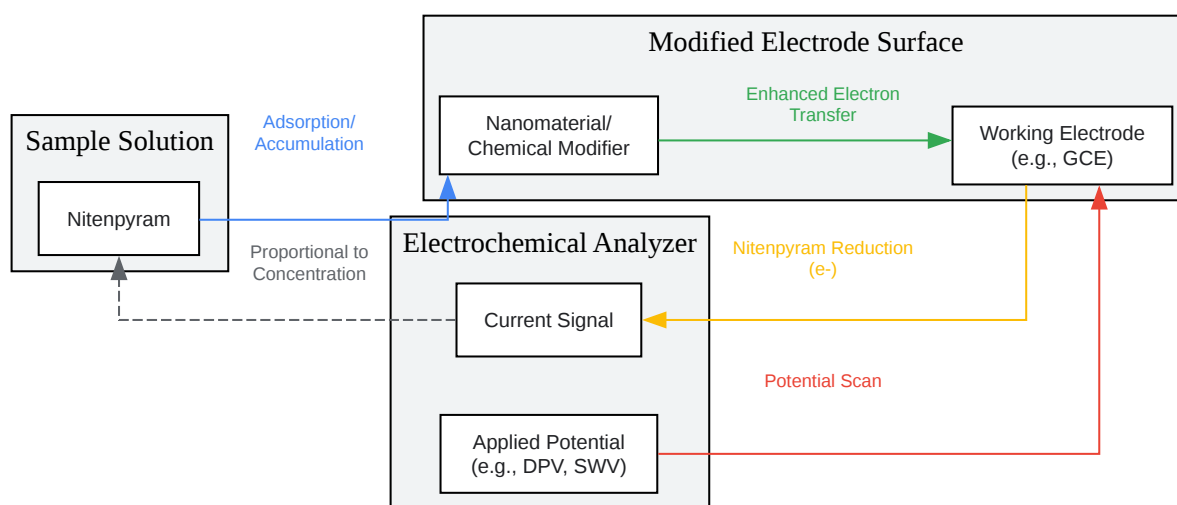 Modified Electrode Surface
Enhanced Electron
Transfer
Nanomaterial/
Chemical Modifier
Working Electrode
(e.g., GCE)
Sample Solution
Adsorption/
Accumulation
Nitenpyram
Proportional to
Concentration
Electrochemical Analyzer
Nitenpyram Reduction
(e-)
Current Signal
Potential Scan
Applied Potential
(e.g., DPV, SWV)